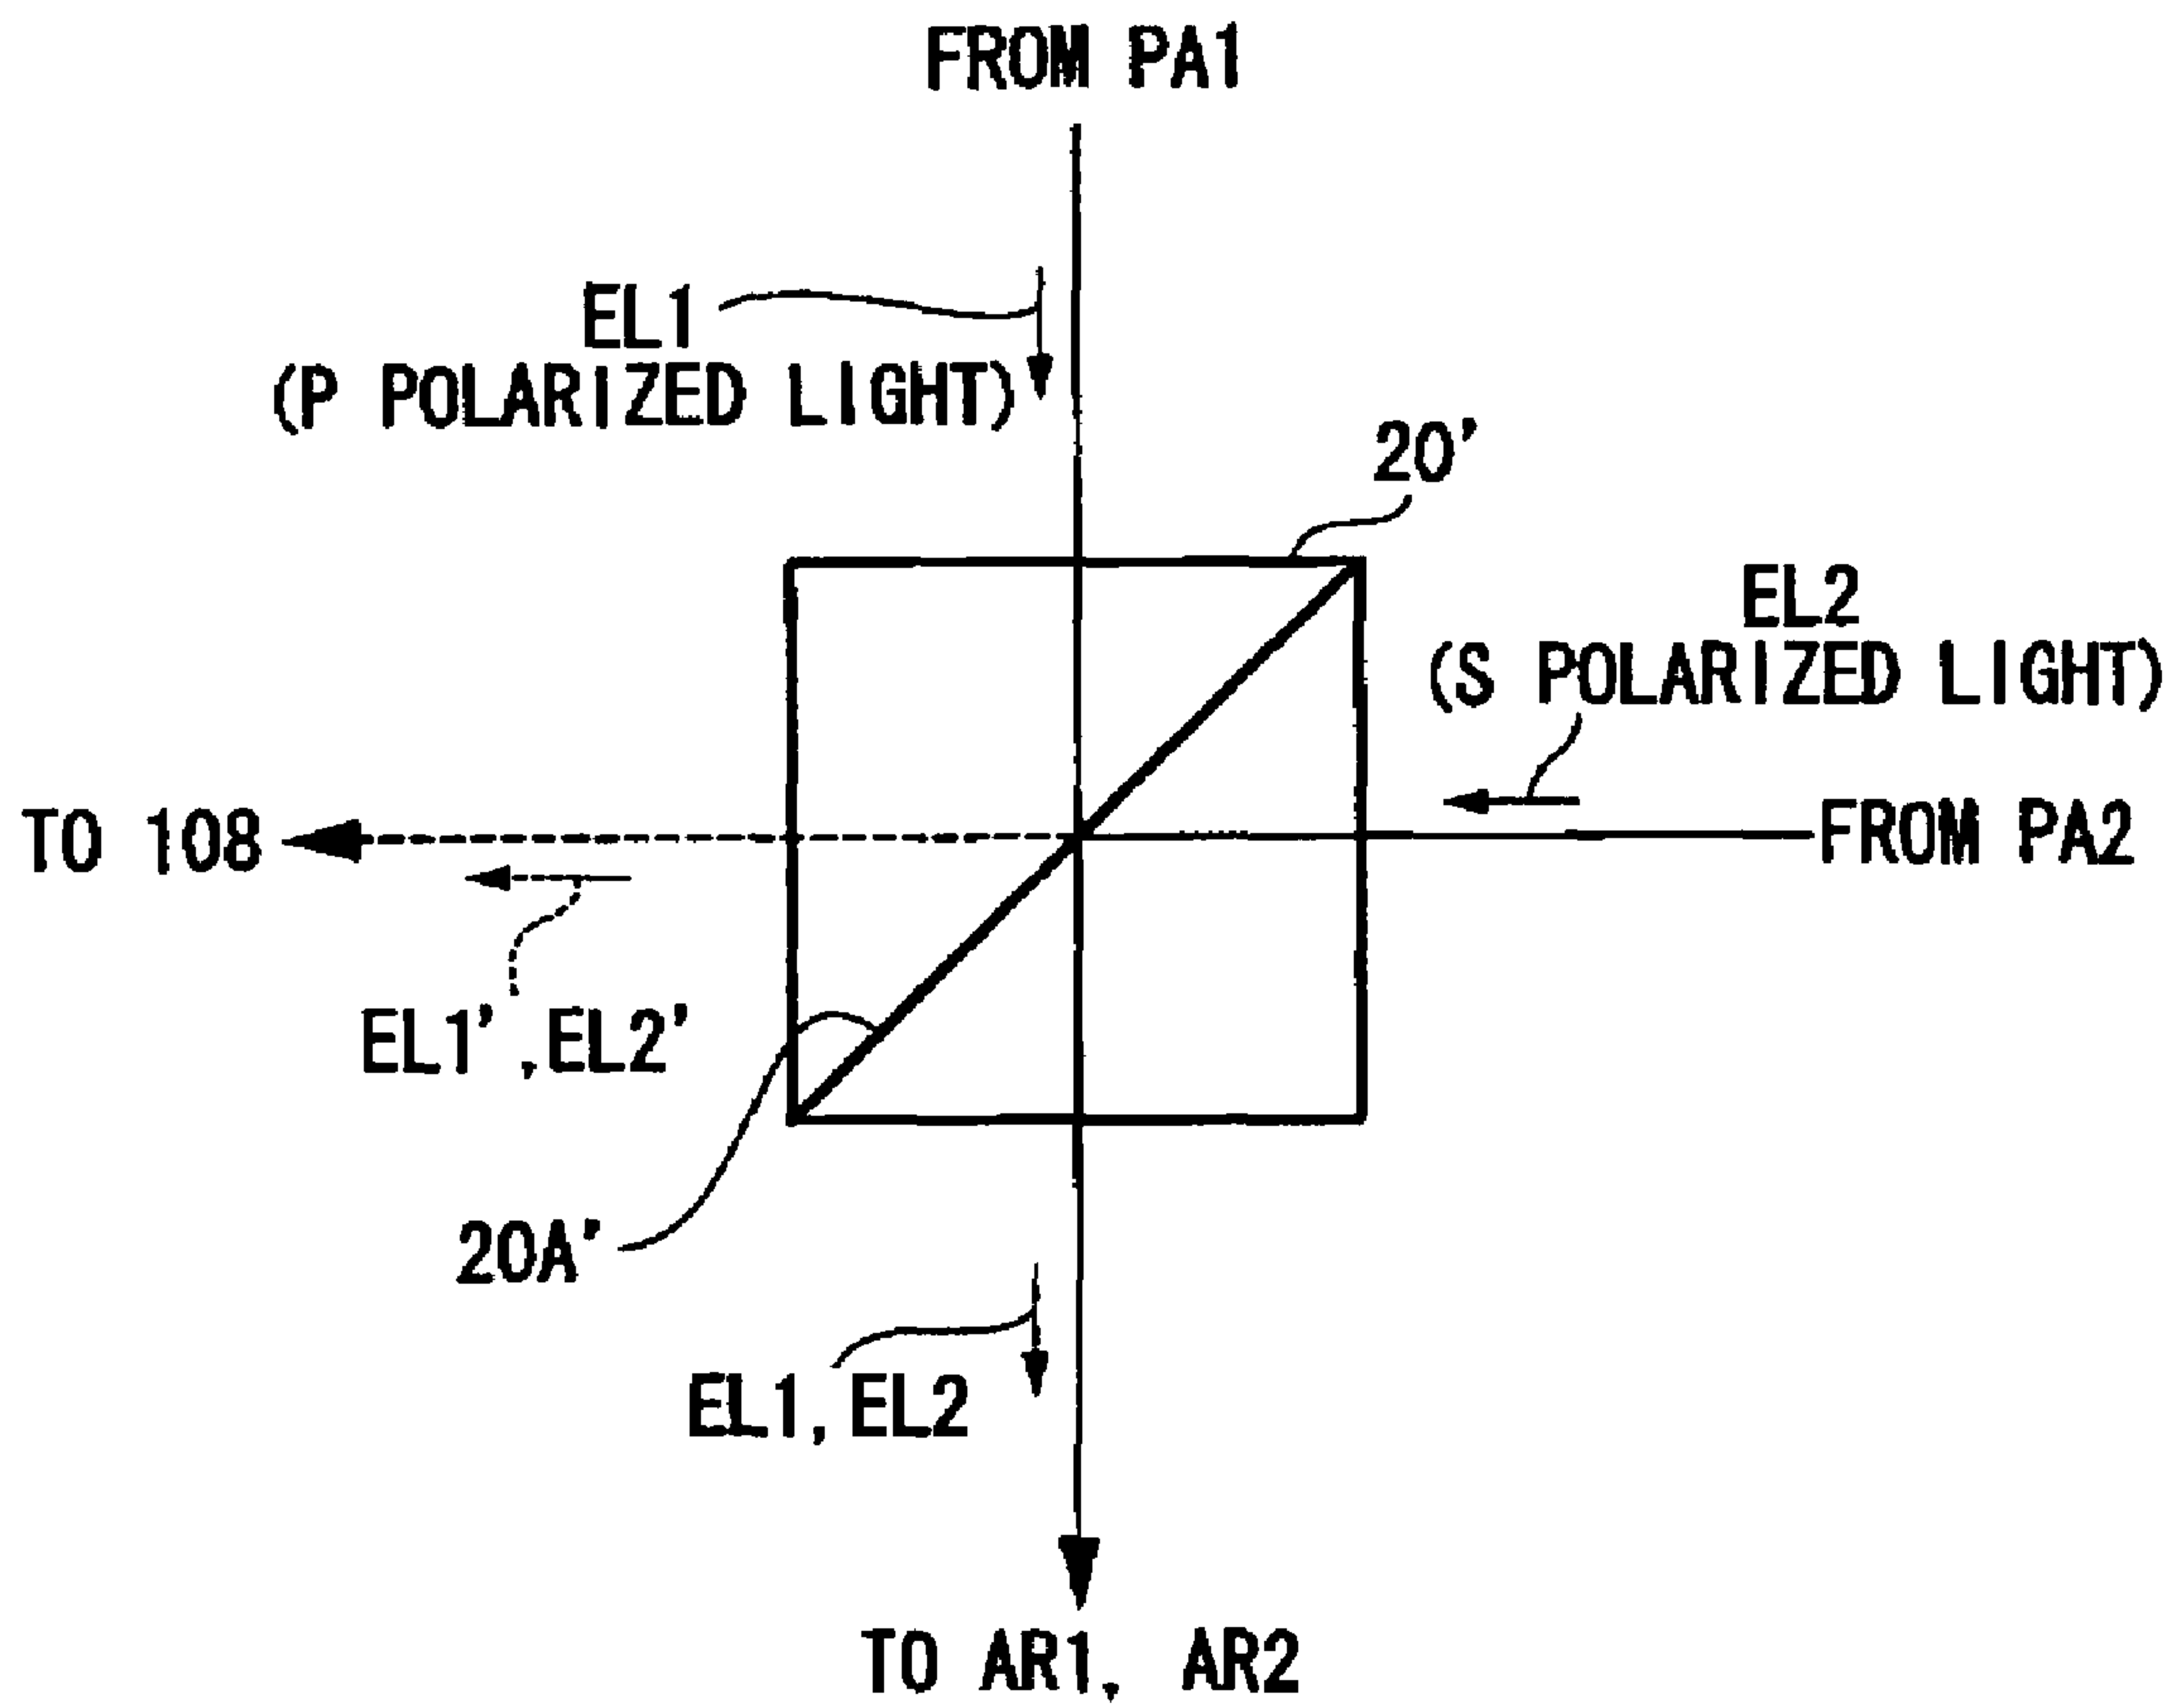 FROM PA1
EL1
(P POLARIZED LIGHT)
20'
EL2
(S POLARIZED LIGHT)
TO 108
FROM PA2
EL1',EL2'
20A'
EL1,EL2
TO AR1, AR2